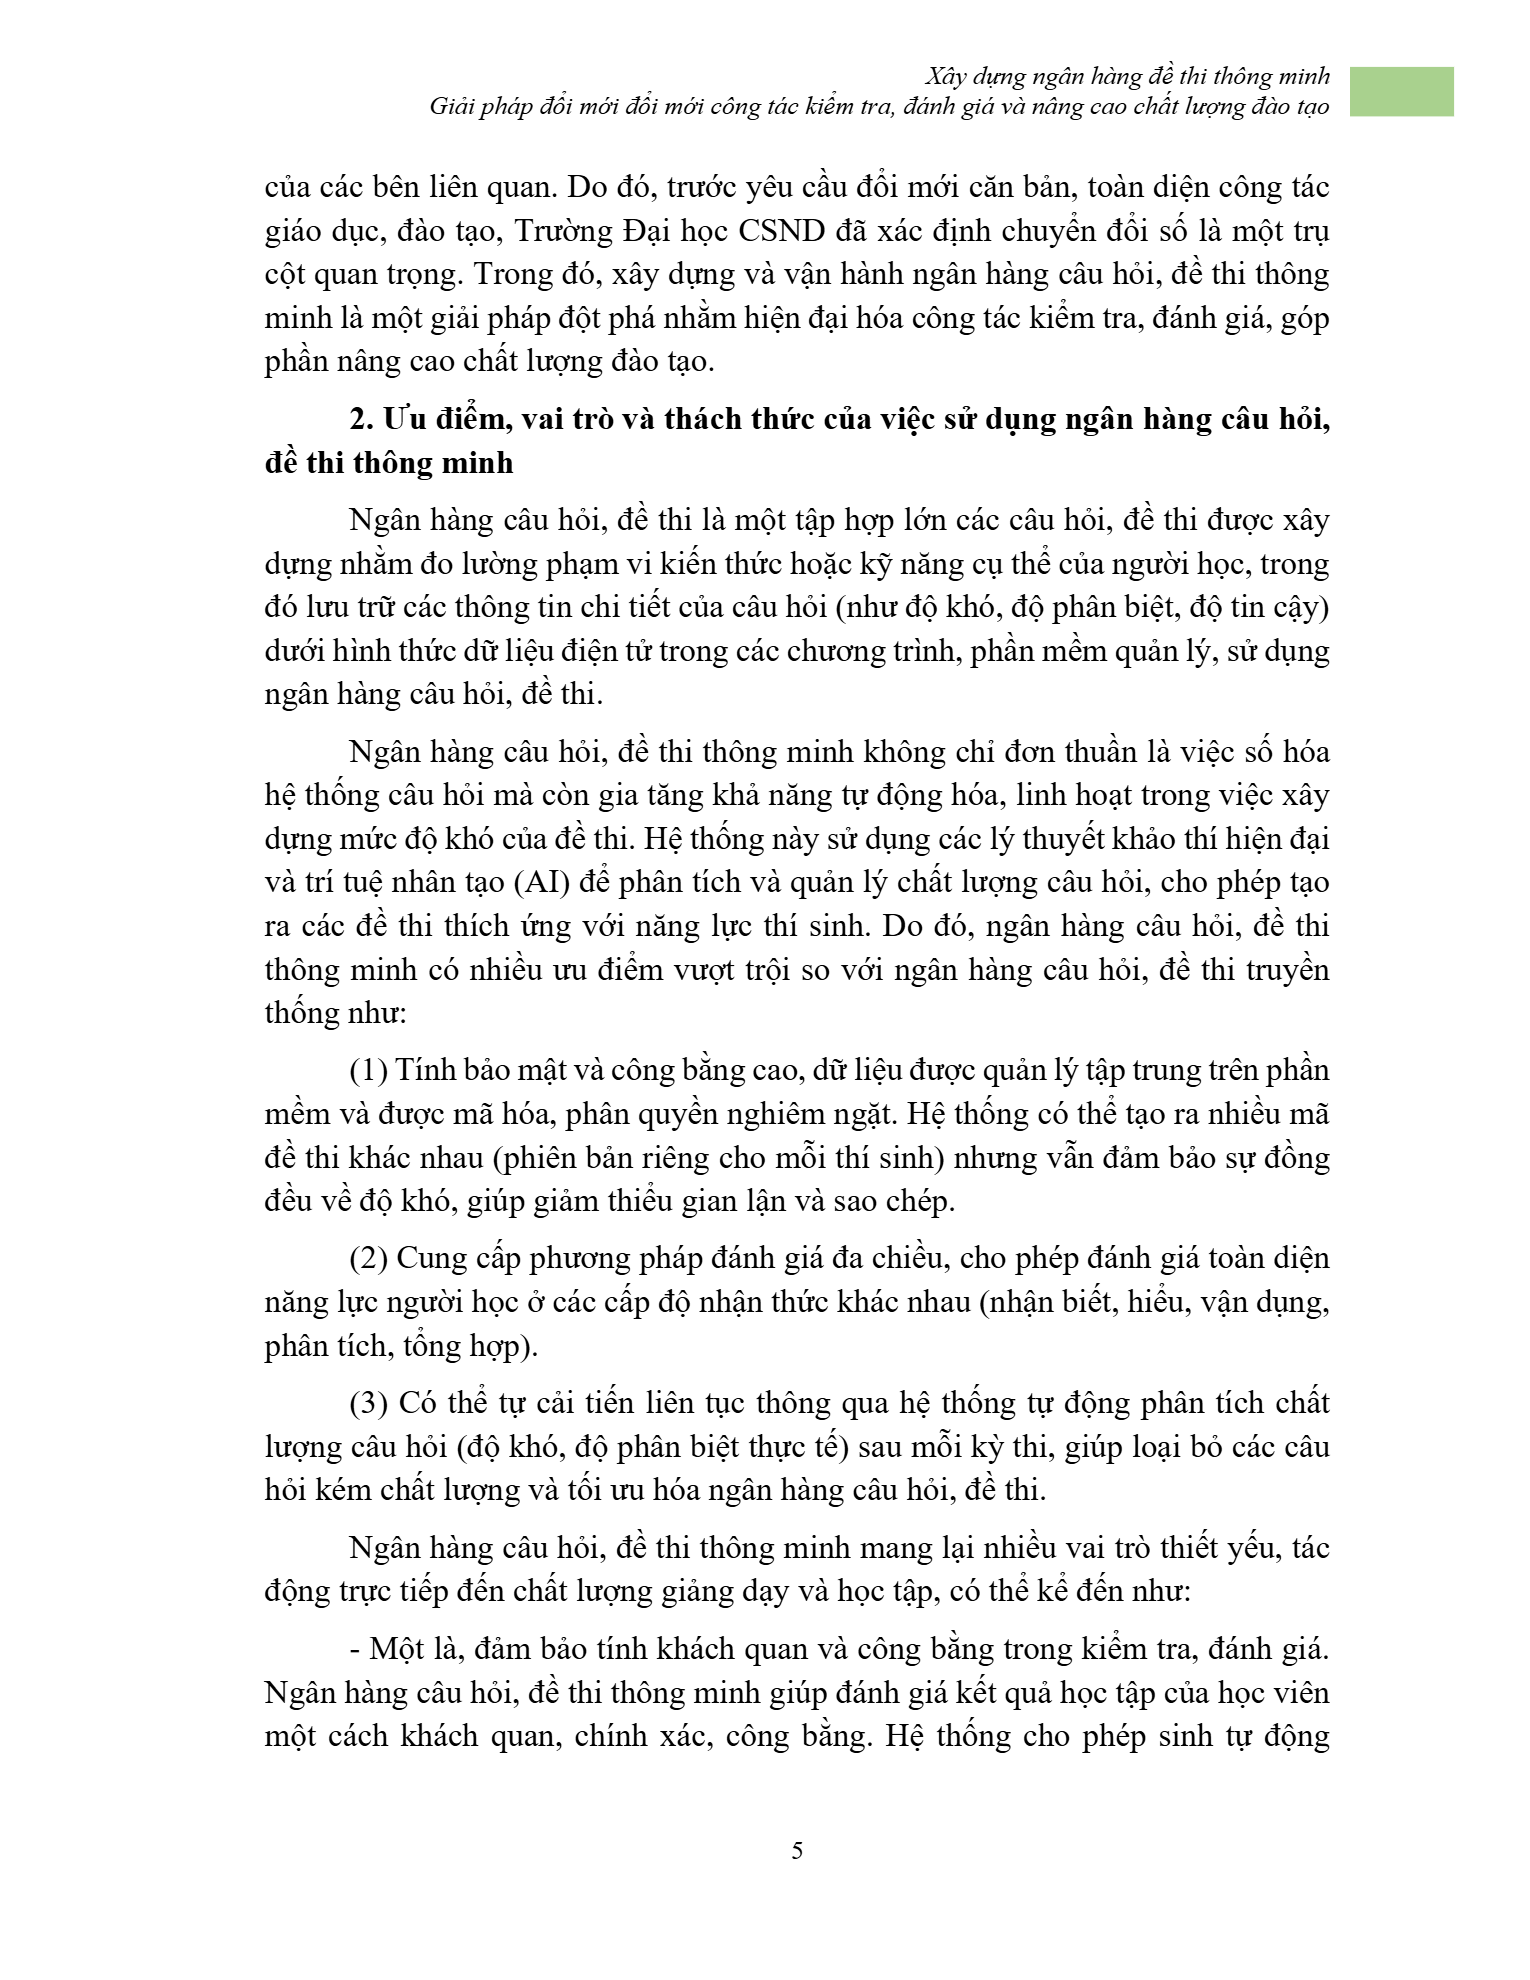 Xây dựng ngân hàng đề thi thông minh
Giải pháp đổi mới đổi mới công tác kiểm tra, đánh giá và nâng cao chất lượng đào tạo
của các bên liên quan. Do đó, trước yêu cầu đổi mới căn bản, toàn diện công tác
giáo dục, đào tạo, Trường Đại học CSND đã xác định chuyển đổi số là một trụ
cột quan trọng. Trong đó, xây dựng và vận hành ngân hàng câu hỏi, đề thi thông
minh là một giải pháp đột phá nhằm hiện đại hóa công tác kiểm tra, đánh giá, góp
phần nâng cao chất lượng đào tạo.
2. Ưu điểm, vai trò và thách thức của việc sử dụng ngân hàng câu hỏi,
đề thi thông minh
Ngân hàng câu hỏi, đề thi là một tập hợp lớn các câu hỏi, đề thi được xây
dựng nhằm đo lường phạm vi kiến thức hoặc kỹ năng cụ thể của người học, trong
đó lưu trữ các thông tin chi tiết của câu hỏi (như độ khó, độ phân biệt, độ tin cậy)
dưới hình thức dữ liệu điện tử trong các chương trình, phần mềm quản lý, sử dụng
ngân hàng câu hỏi, đề thi.
Ngân hàng câu hỏi, đề thi thông minh không chỉ đơn thuần là việc số hóa
hệ thống câu hỏi mà còn gia tăng khả năng tự động hóa, linh hoạt trong việc xây
dựng mức độ khó của đề thi. Hệ thống này sử dụng các lý thuyết khảo thí hiện đại
và trí tuệ nhân tạo (AI) để phân tích và quản lý chất lượng câu hỏi, cho phép tạo
ra các đề thi thích ứng với năng lực thí sinh. Do đó, ngân hàng câu hỏi, đề thi
thông minh có nhiều ưu điểm vượt trội so với ngân hàng câu hỏi, đề thi truyền
thống như:
(1) Tính bảo mật và công bằng cao, dữ liệu được quản lý tập trung trên phần
mềm và được mã hóa, phân quyền nghiêm ngặt. Hệ thống có thể tạo ra nhiều mã
đề thi khác nhau (phiên bản riêng cho mỗi thí sinh) nhưng vẫn đảm bảo sự đồng
đều về độ khó, giúp giảm thiểu gian lận và sao chép.
(2) Cung cấp phương pháp đánh giá đa chiều, cho phép đánh giá toàn diện
năng lực người học ở các cấp độ nhận thức khác nhau (nhận biết, hiểu, vận dụng,
phân tích, tổng hợp).
(3) Có thể tự cải tiến liên tục thông qua hệ thống tự động phân tích chất
lượng câu hỏi (độ khó, độ phân biệt thực tế) sau mỗi kỳ thi, giúp loại bỏ các câu
hỏi kém chất lượng và tối ưu hóa ngân hàng câu hỏi, đề thi.
Ngân hàng câu hỏi, đề thi thông minh mang lại nhiều vai trò thiết yếu, tác
động trực tiếp đến chất lượng giảng dạy và học tập, có thể kể đến như:
- Một là, đảm bảo tính khách quan và công bằng trong kiểm tra, đánh giá.
Ngân hàng câu hỏi, đề thi thông minh giúp đánh giá kết quả học tập của học viên
một cách khách quan, chính xác, công bằng. Hệ thống cho phép sinh tự động
5